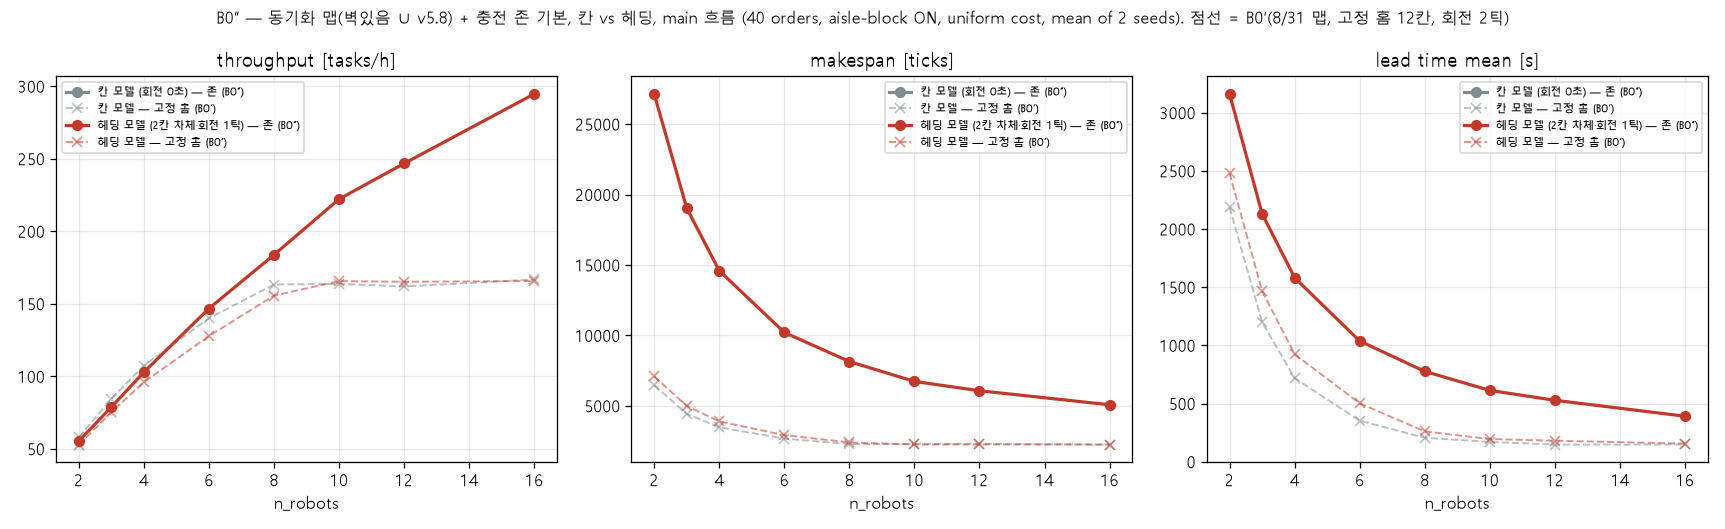 B0″ — 동기화 맵(벽있음 ∪ v5.8) + 충전 존 기본, 칸 vs 헤딩, main 흐름 (40 orders, aisle-block ON, uniform cost, mean of 2 seeds). 점선 = B0′(8/31 맵, 고정 홈 12칸, 회전 2틱)
throughput [tasks/h]
칸 모델 (회전 0초) — 존 (B0″)
칸 모델 — 고정 홈 (B0′)
헤딩 모델 (2칸 차체·회전 1틱) — 존 (B0″)
헤딩 모델 — 고정 홈 (B0′)
300
250
200
150
100
50
2 4 6 8 10 12 14 16
n_robots
makespan [ticks]
칸 모델 (회전 0초) — 존 (B0″)
칸 모델 — 고정 홈 (B0′)
헤딩 모델 (2칸 차체·회전 1틱) — 존 (B0″)
헤딩 모델 — 고정 홈 (B0′)
25000
20000
15000
10000
5000
2 4 6 8 10 12 14 16
n_robots
lead time mean [s]
칸 모델 (회전 0초) — 존 (B0″)
칸 모델 — 고정 홈 (B0′)
헤딩 모델 (2칸 차체·회전 1틱) — 존 (B0″)
헤딩 모델 — 고정 홈 (B0′)
3000
2500
2000
1500
1000
500
0
2 4 6 8 10 12 14 16
n_robots